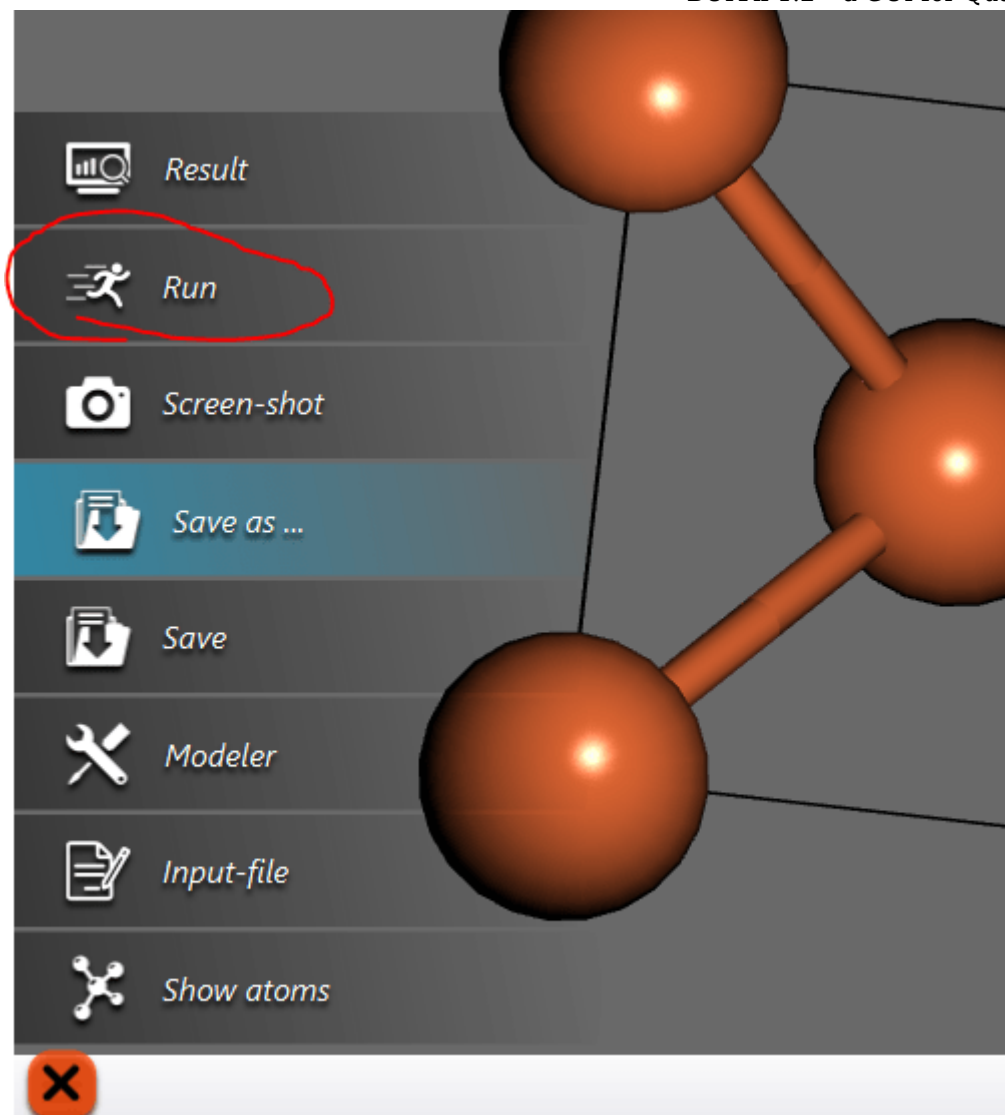 Result
Run
Screen-shot
Save as ...
Save
Modeler
Input-file
Show atoms